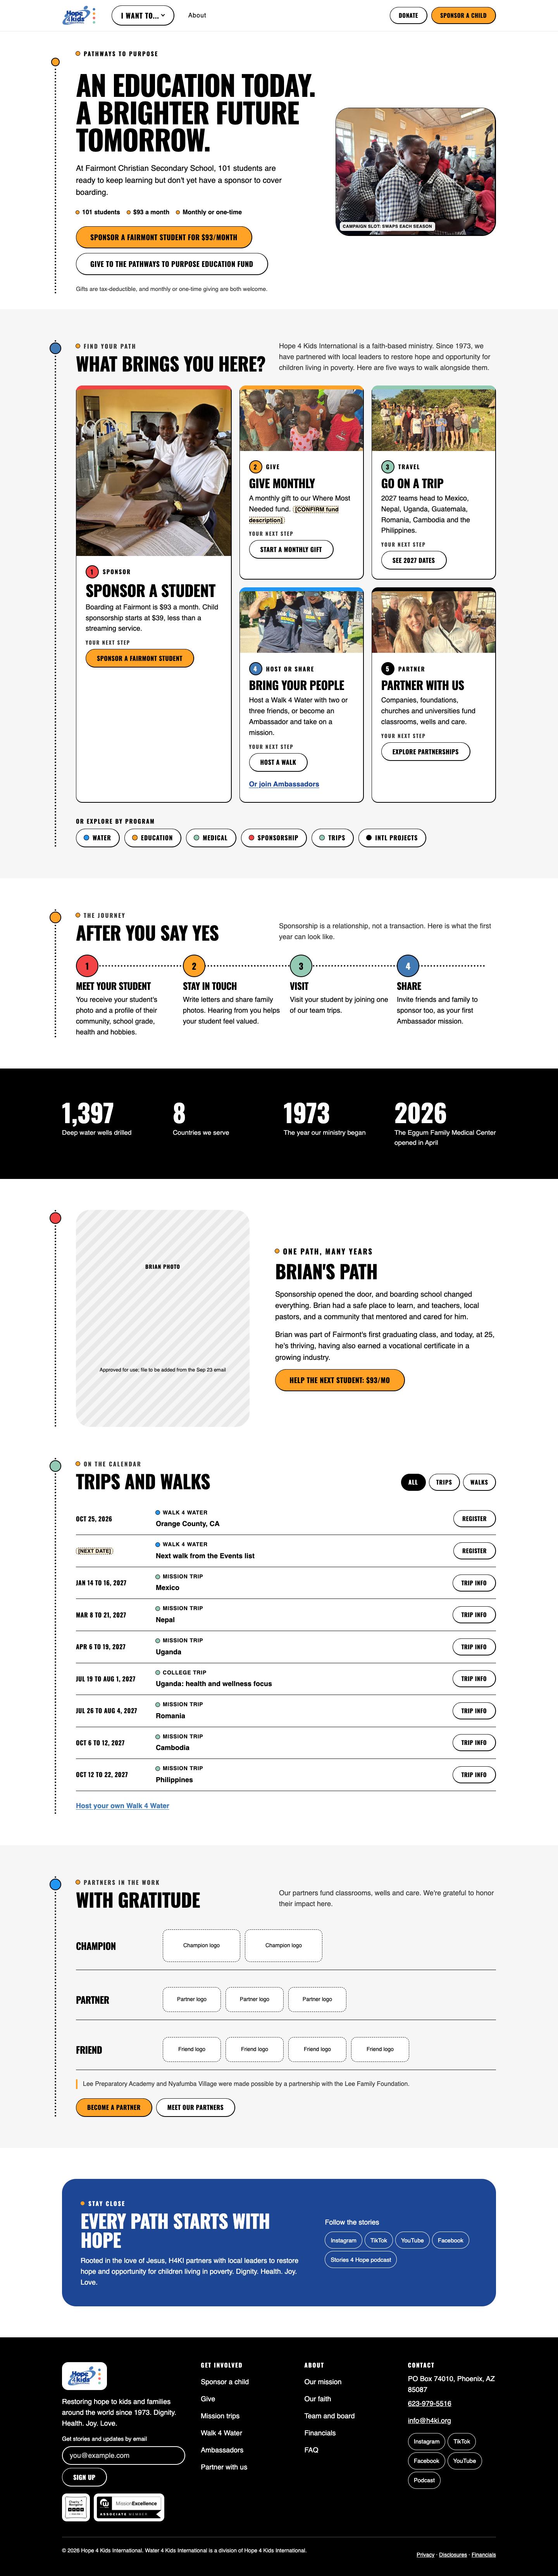 Hope 4 kids
I WANT TO...
About
DONATE
SPONSOR A CHILD
PATHWAYS TO PURPOSE
AN EDUCATION TODAY.
A BRIGHTER FUTURE
TOMORROW.
At Fairmont Christian Secondary School, 101 students are
ready to keep learning but don't yet have a sponsor to cover
boarding.
101 students
$93 a month
Monthly or one-time
SPONSOR A FAIRMONT STUDENT FOR $93/MONTH
GIVE TO THE PATHWAYS TO PURPOSE EDUCATION FUND
Gifts are tax-deductible, and monthly or one-time giving are both welcome.
CAMPAIGN SLOT: SWAPS EACH SEASON
FIND YOUR PATH
WHAT BRINGS YOU HERE?
Hope 4 Kids International is a faith-based ministry. Since 1973, we
have partnered with local leaders to restore hope and opportunity for
children living in poverty. Here are five ways to walk alongside them.
1 SPONSOR
SPONSOR A STUDENT
Boarding at Fairmont is $93 a month. Child
sponsorship starts at $39, less than a
streaming service.
YOUR NEXT STEP
SPONSOR A FAIRMONT STUDENT
2 GIVE
GIVE MONTHLY
A monthly gift to our Where Most
Needed fund. [CONFIRM fund
description]
YOUR NEXT STEP
START A MONTHLY GIFT
3 TRAVEL
GO ON A TRIP
2027 teams head to Mexico,
Nepal, Uganda, Guatemala,
Romania, Cambodia and the
Philippines.
YOUR NEXT STEP
SEE 2027 DATES
4 HOST OR SHARE
BRING YOUR PEOPLE
Host a Walk 4 Water with two or
three friends, or become an
Ambassador and take on a
mission.
YOUR NEXT STEP
HOST A WALK
Or join Ambassadors
5 PARTNER
PARTNER WITH US
Companies, foundations,
churches and universities fund
classrooms, wells and care.
YOUR NEXT STEP
EXPLORE PARTNERSHIPS
OR EXPLORE BY PROGRAM
WATER
EDUCATION
MEDICAL
SPONSORSHIP
TRIPS
INTL PROJECTS
THE JOURNEY
AFTER YOU SAY YES
Sponsorship is a relationship, not a transaction. Here is what the first
year can look like.
1
MEET YOUR STUDENT
You receive your student's
photo and a profile of their
community, school grade,
health and hobbies.
2
STAY IN TOUCH
Write letters and share family
photos. Hearing from you helps
your student feel valued.
3
VISIT
Visit your student by joining one
of our team trips.
4
SHARE
Invite friends and family to
sponsor too, as your first
Ambassador mission.
1,397
Deep water wells drilled
8
Countries we serve
1973
The year our ministry began
2026
The Eggum Family Medical Center
opened in April
BRIAN PHOTO
Approved for use; file to be added from the Sep 23 email
ONE PATH, MANY YEARS
BRIAN'S PATH
Sponsorship opened the door, and boarding school changed
everything. Brian had a safe place to learn, and teachers, local
pastors, and a community that mentored and cared for him.
Brian was part of Fairmont's first graduating class, and today, at 25,
he's thriving, having also earned a vocational certificate in a
growing industry.
HELP THE NEXT STUDENT: $93/MO
ON THE CALENDAR
TRIPS AND WALKS
ALL
TRIPS
WALKS
OCT 25, 2026
WALK 4 WATER
Orange County, CA
REGISTER
[NEXT DATE]
WALK 4 WATER
Next walk from the Events list
REGISTER
JAN 14 TO 16, 2027
MISSION TRIP
Mexico
TRIP INFO
MAR 8 TO 21, 2027
MISSION TRIP
Nepal
TRIP INFO
APR 6 TO 19, 2027
MISSION TRIP
Uganda
TRIP INFO
JUL 19 TO AUG 1, 2027
COLLEGE TRIP
Uganda: health and wellness focus
TRIP INFO
JUL 26 TO AUG 4, 2027
MISSION TRIP
Romania
TRIP INFO
OCT 6 TO 12, 2027
MISSION TRIP
Cambodia
TRIP INFO
OCT 12 TO 22, 2027
MISSION TRIP
Philippines
TRIP INFO
Host your own Walk 4 Water
PARTNERS IN THE WORK
WITH GRATITUDE
Our partners fund classrooms, wells and care. We're grateful to honor
their impact here.
CHAMPION
Champion logo
Champion logo
PARTNER
Partner logo
Partner logo
Partner logo
FRIEND
Friend logo
Friend logo
Friend logo
Friend logo
Lee Preparatory Academy and Nyafumba Village were made possible by a partnership with the Lee Family Foundation.
BECOME A PARTNER
MEET OUR PARTNERS
STAY CLOSE
EVERY PATH STARTS WITH
HOPE
Rooted in the love of Jesus, H4KI partners with local leaders to restore
hope and opportunity for children living in poverty. Dignity. Health. Joy.
Love.
Follow the stories
Instagram
TikTok
YouTube
Facebook
Stories 4 Hope podcast
Hope 4 kids
Restoring hope to kids and families
around the world since 1973. Dignity.
Health. Joy. Love.
Get stories and updates by email
you@example.com
SIGN UP
MissionExcellence
ASSOCIATE MEMBER
GET INVOLVED
Sponsor a child
Give
Mission trips
Walk 4 Water
Ambassadors
Partner with us
ABOUT
Our mission
Our faith
Team and board
Financials
FAQ
CONTACT
PO Box 74010, Phoenix, AZ
85087
623-979-5516
info@h4ki.org
Instagram
TikTok
Facebook
YouTube
Podcast
© 2026 Hope 4 Kids International. Water 4 Kids International is a division of Hope 4 Kids International.
Privacy · Disclosures · Financials